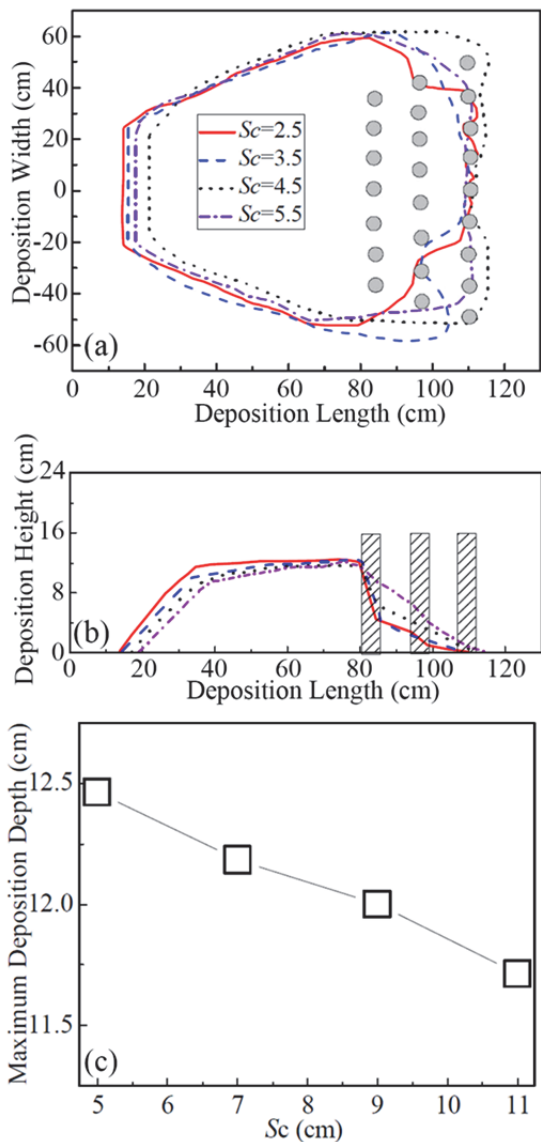 60
40
20
0
-20
-40
-60
Deposition Width (cm)
Sc=2.5
Sc=3.5
Sc=4.5
Sc=5.5
(a)
0 20 40 60 80 100 120
Deposition Length (cm)
24
16
12
0
Deposition Height (cm)
(b)
0 20 40 60 80 100 120
Deposition Length (cm)
12.5
12.0
11.5
Maximum Deposition Depth (cm)
(c)
5 6 7 8 9 10 11
Sc (cm)